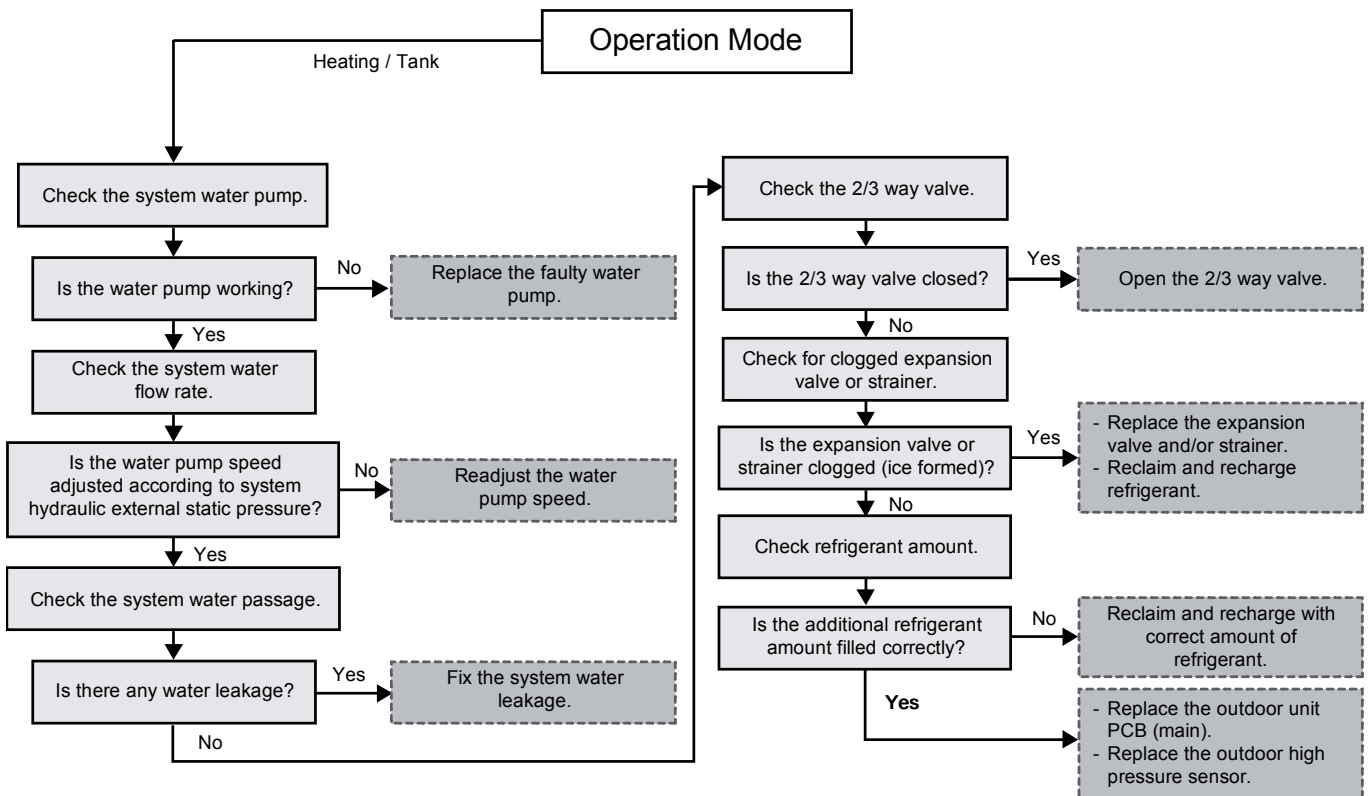 Operation Mode
Heating / Tank
Check the system water pump.
Is the water pump working?
No
Replace the faulty water
pump.
Yes
Check the system water
flow rate.
Is the water pump speed
adjusted according to system
hydraulic external static pressure?
No
Readjust the water
pump speed.
Yes
Check the system water passage.
Is there any water leakage?
Yes
Fix the system water
leakage.
No
Check the 2/3 way valve.
Is the 2/3 way valve closed?
Yes
Open the 2/3 way valve.
No
Check for clogged expansion
valve or strainer.
Is the expansion valve or
strainer clogged (ice formed)?
Yes
- Replace the expansion
valve and/or strainer.
- Reclaim and recharge
refrigerant.
No
Check refrigerant amount.
Is the additional refrigerant
amount filled correctly?
No
Reclaim and recharge with
correct amount of
refrigerant.
Yes
- Replace the outdoor unit
PCB (main).
- Replace the outdoor high
pressure sensor.